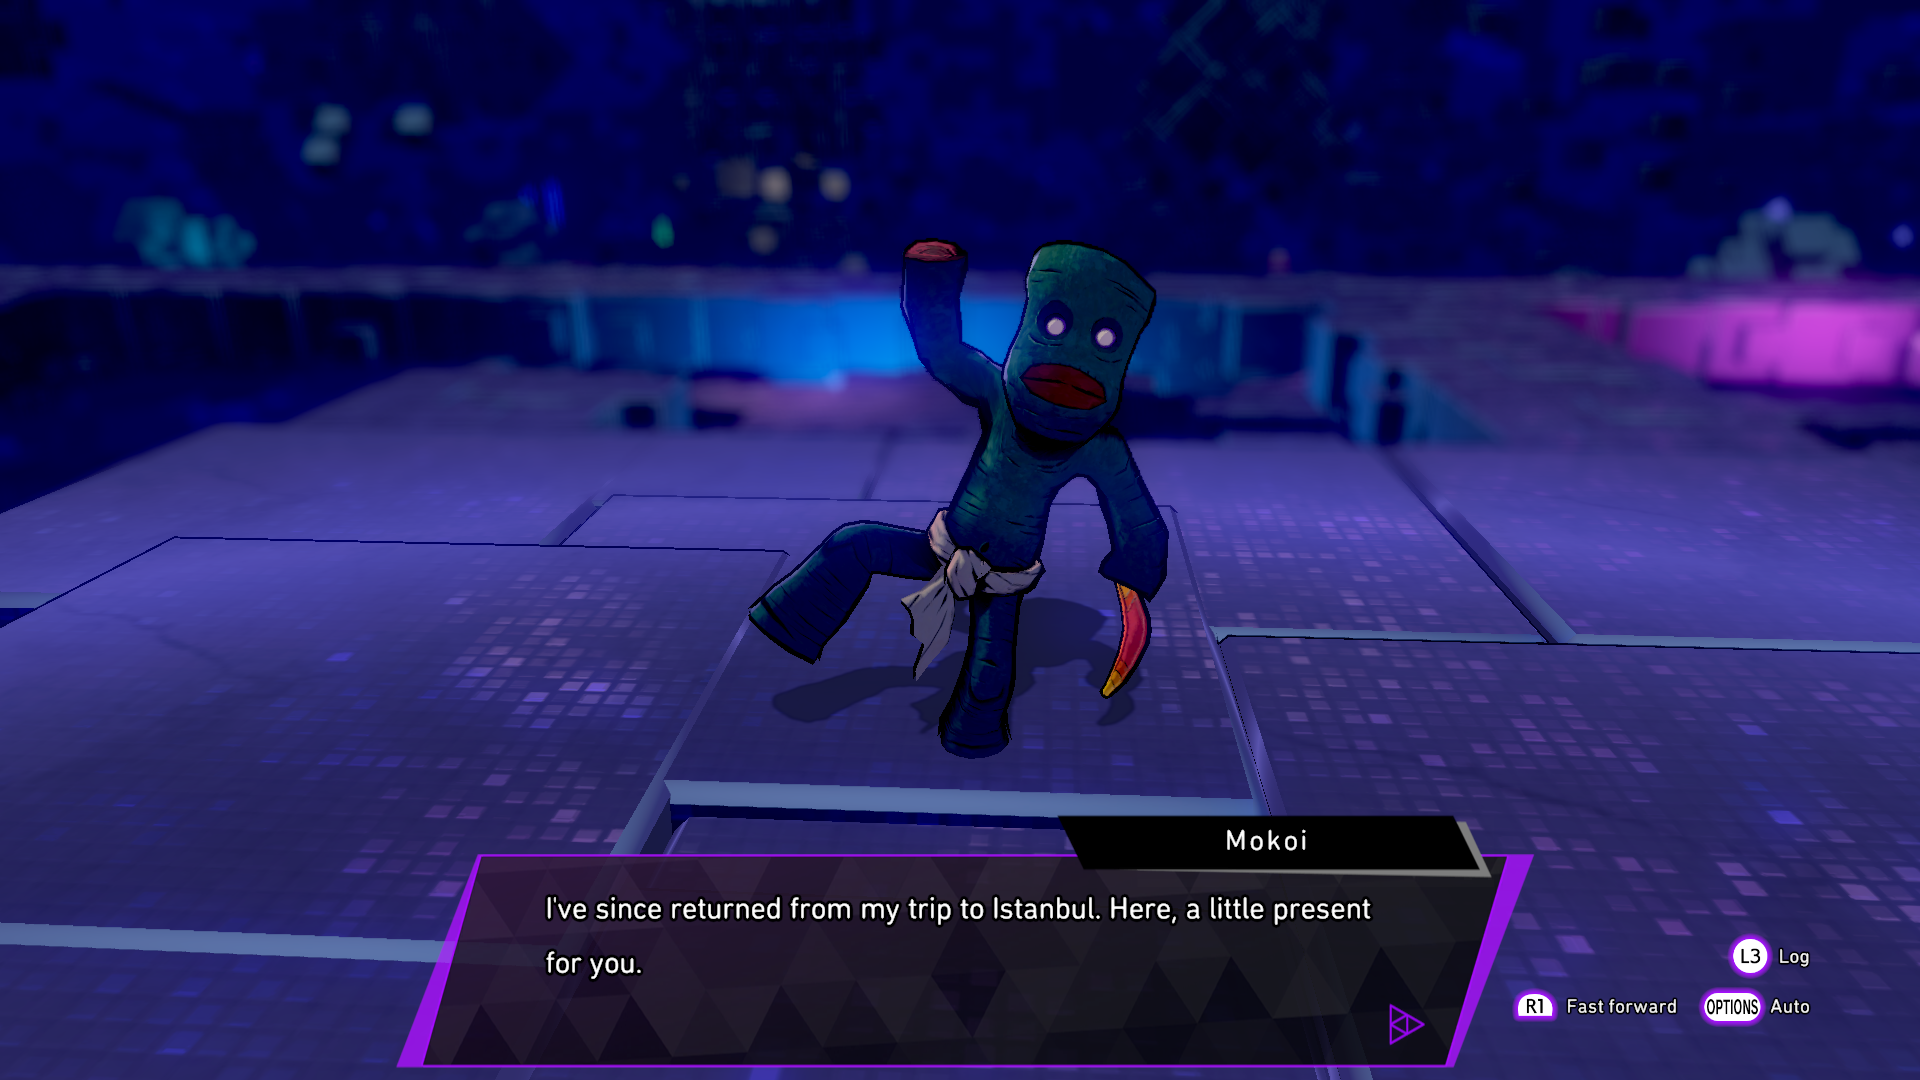 Mokoi
I've since returned from my trip to Istanbul. Here, a little present
for you.
L3 Log
R1 Fast forward OPTIONS Auto